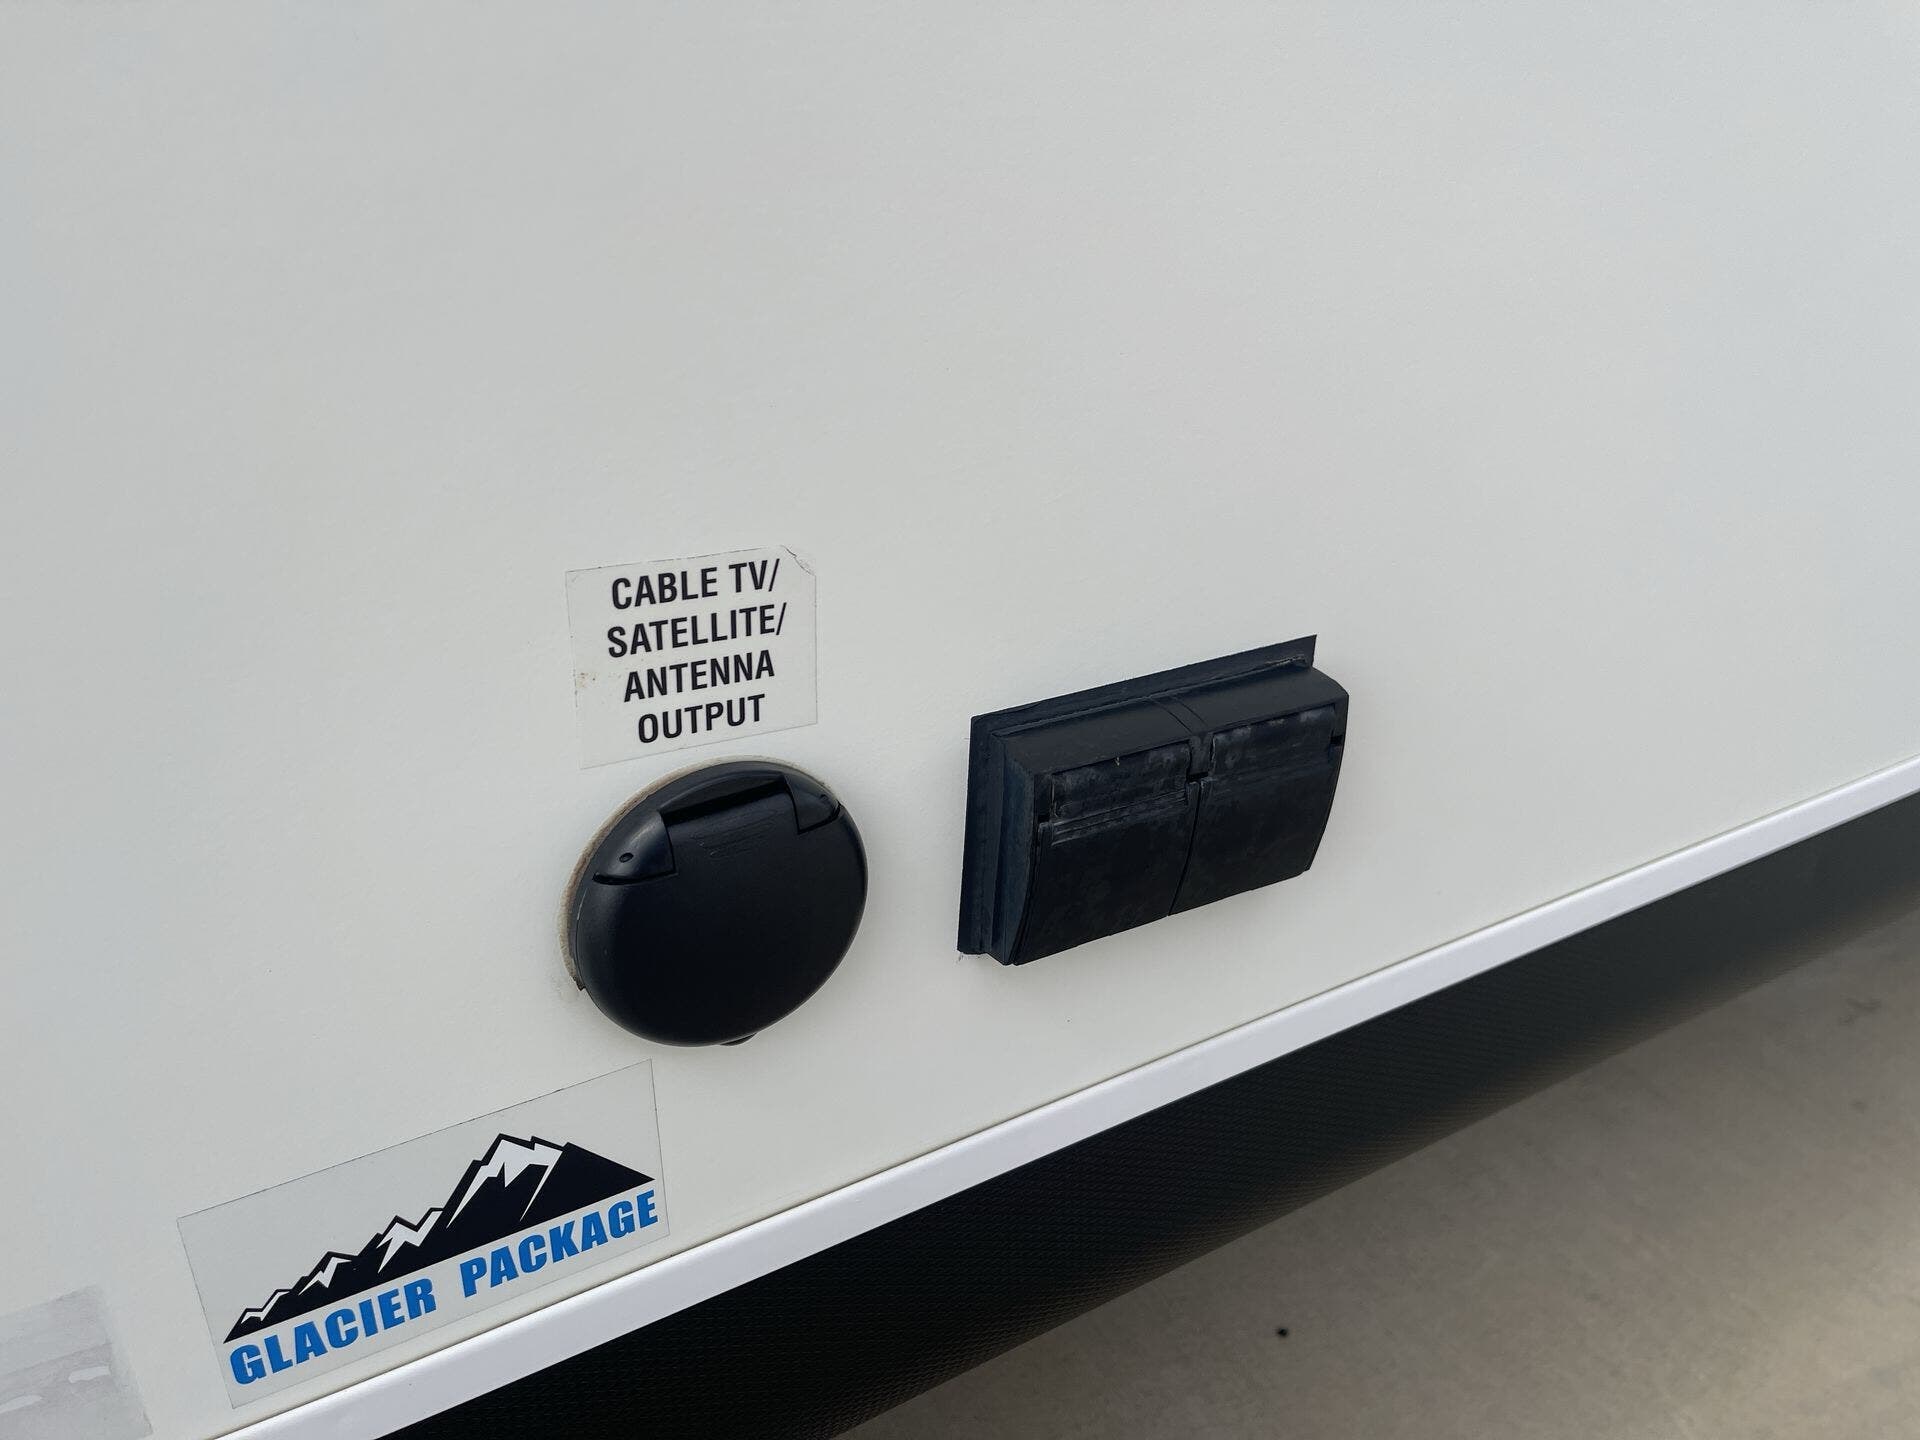 CABLE TV/
SATELLITE/
ANTENNA
OUTPUT
GLACIER PACKAGE